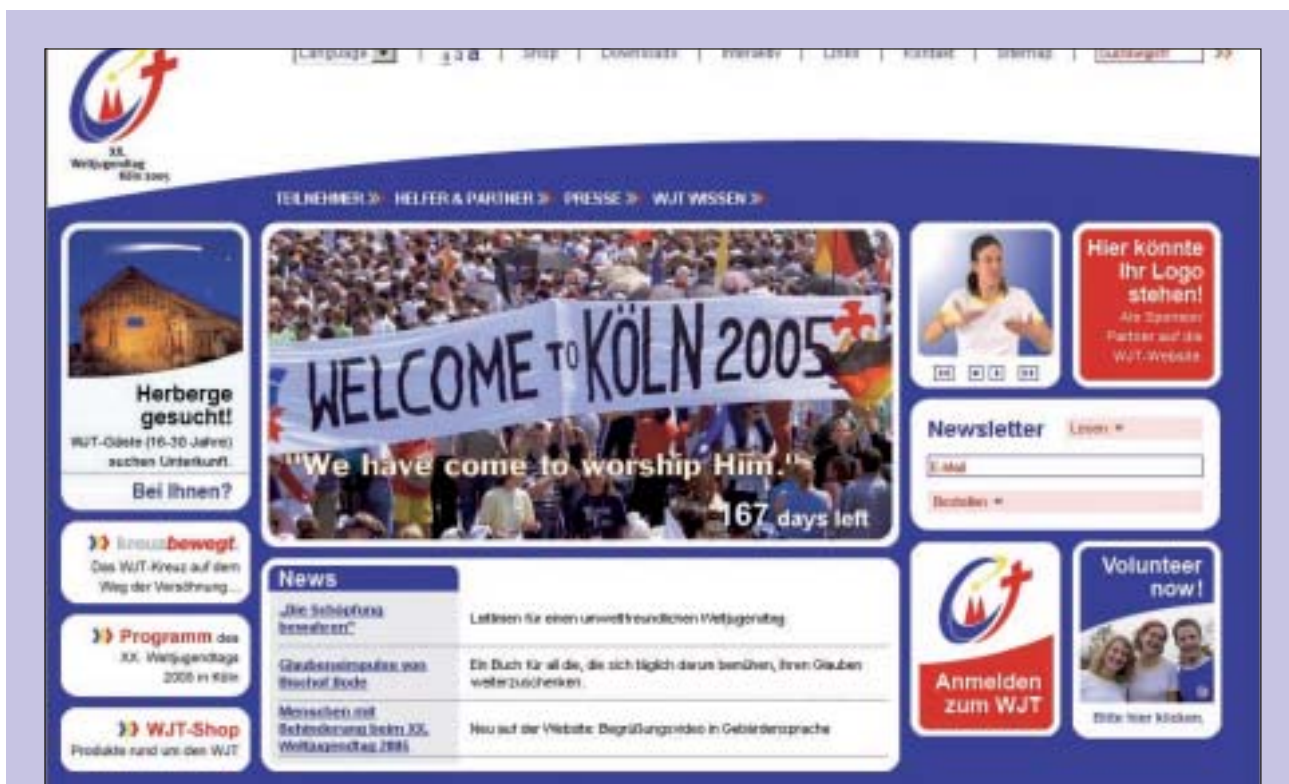 Language | a a a | Shop | Downloads | Interaktiv | Links | Kontakt | Sitemap | Suchbegriff
XX.
Weltjugendtag
Köln 2005
TEILNEHMER HELFER & PARTNER PRESSE WJT WISSEN
Herberge
gesucht!
WJT-Gäste (16-30 Jahre)
suchen Unterkunft.
Bei Ihnen?
kreuzbewegt.
Das WJT-Kreuz auf dem
Weg der Versöhnung...
Programm des
XX. Weltjugendtags
2005 in Köln
WJT-Shop
Produkte rund um den WJT
WELCOME TO KÖLN 2005
"We have come to worship Him."
167 days left
News
„Die Schöpfung
bewahren"
Leitlinien für einen umweltfreundlichen Weltjugendtag
Glaubensimpulse von
Bischof Bode
Ein Buch für all die, die sich täglich darum bemühen, ihren Glauben
weiterzuschenken.
Menschen mit
Behinderung beim XX.
Weltjugendtag 2005
Neu auf der Website: Begrüßungsvideo in Gebärdensprache
Hier könnte
Ihr Logo
stehen!
Als Sponsor
Partner auf die
WJT-Website.
Newsletter
Lesen
E-Mail
Bestellen
Anmelden
zum WJT
Volunteer
now!
Bitte hier klicken.